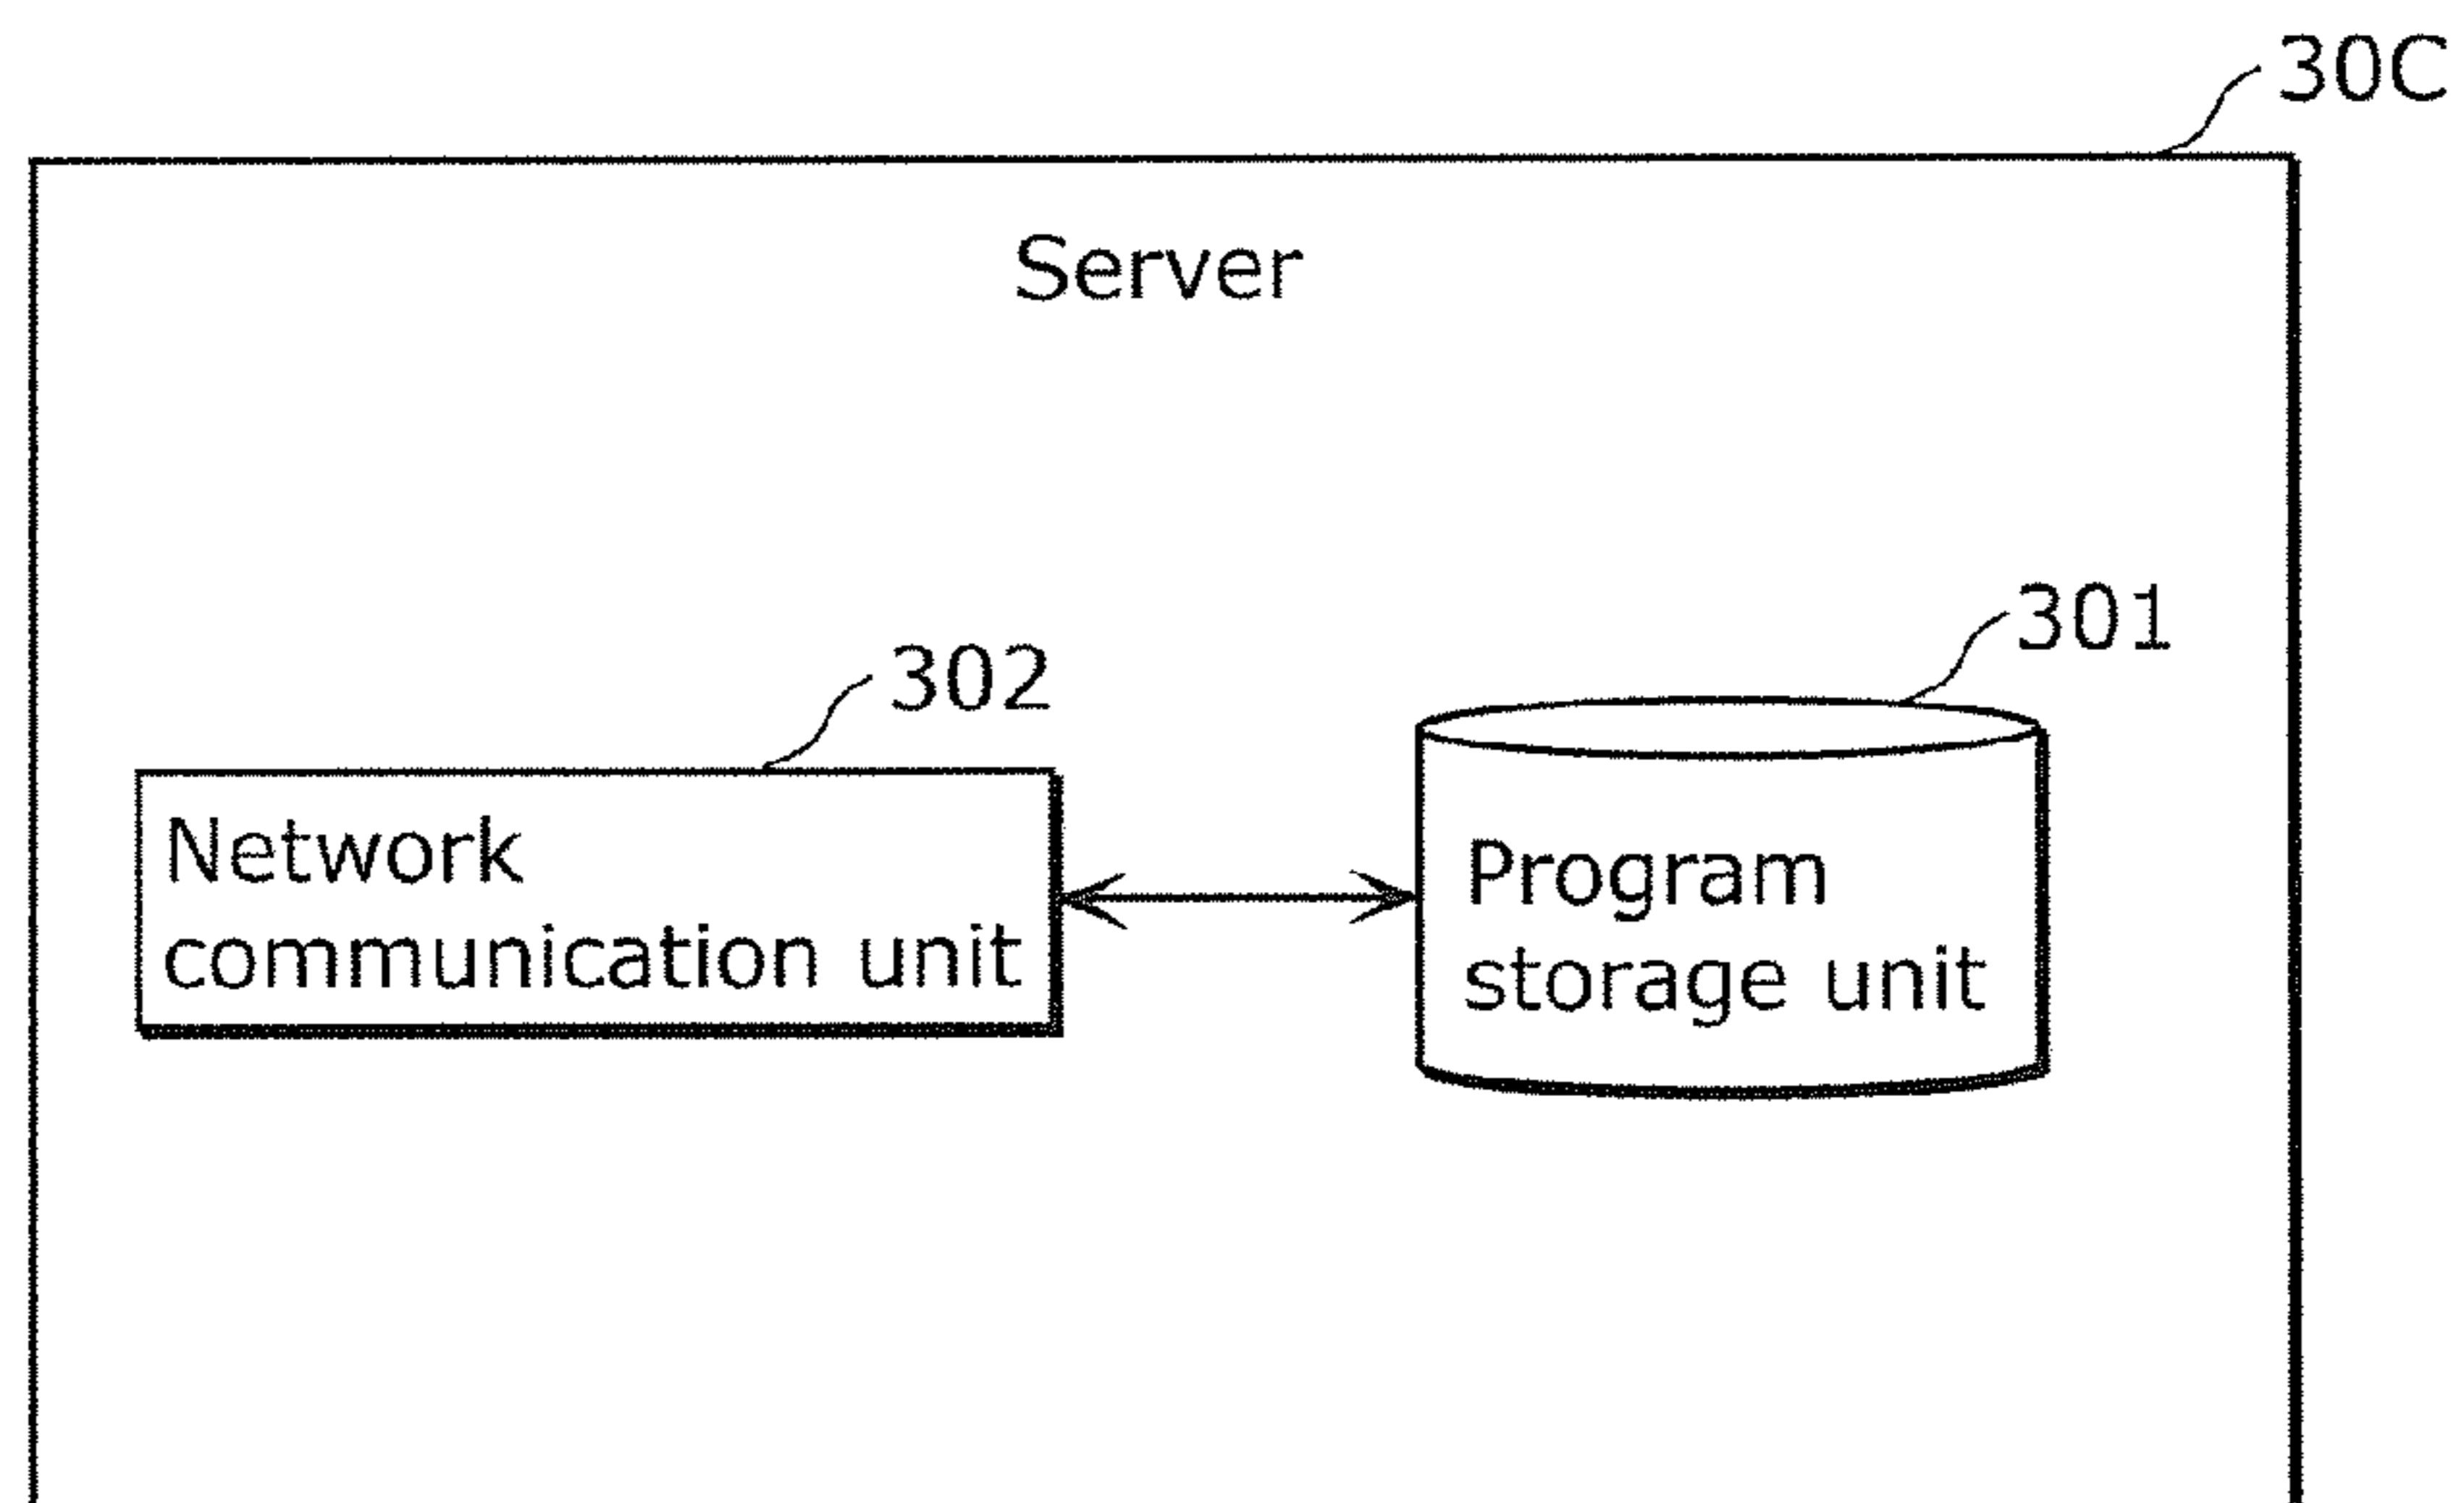 30C
Server
301
302
Network
communication unit
Program
storage unit